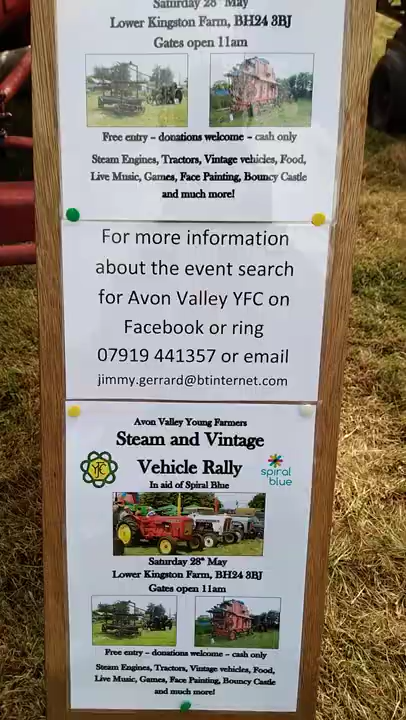 Saturday 28th May
Lower Kingston Farm, BH24 3BJ
Gates open 11am
Free entry – donations welcome – cash only
Steam Engines, Tractors, Vintage vehicles, Food,
Live Music, Games, Face Painting, Bouncy Castle
and much more!
For more information
about the event search
for Avon Valley YFC on
Facebook or ring
07919 441357 or email
jimmy.gerrard@btinternet.com
Avon Valley Young Farmers
Steam and Vintage
Vehicle Rally
YFC
spiral
blue
In aid of Spiral Blue
Saturday 28th May
Lower Kingston Farm, BH24 3BJ
Gates open 11am
Free entry – donations welcome – cash only
Steam Engines, Tractors, Vintage vehicles, Food,
Live Music, Games, Face Painting, Bouncy Castle
and much more!